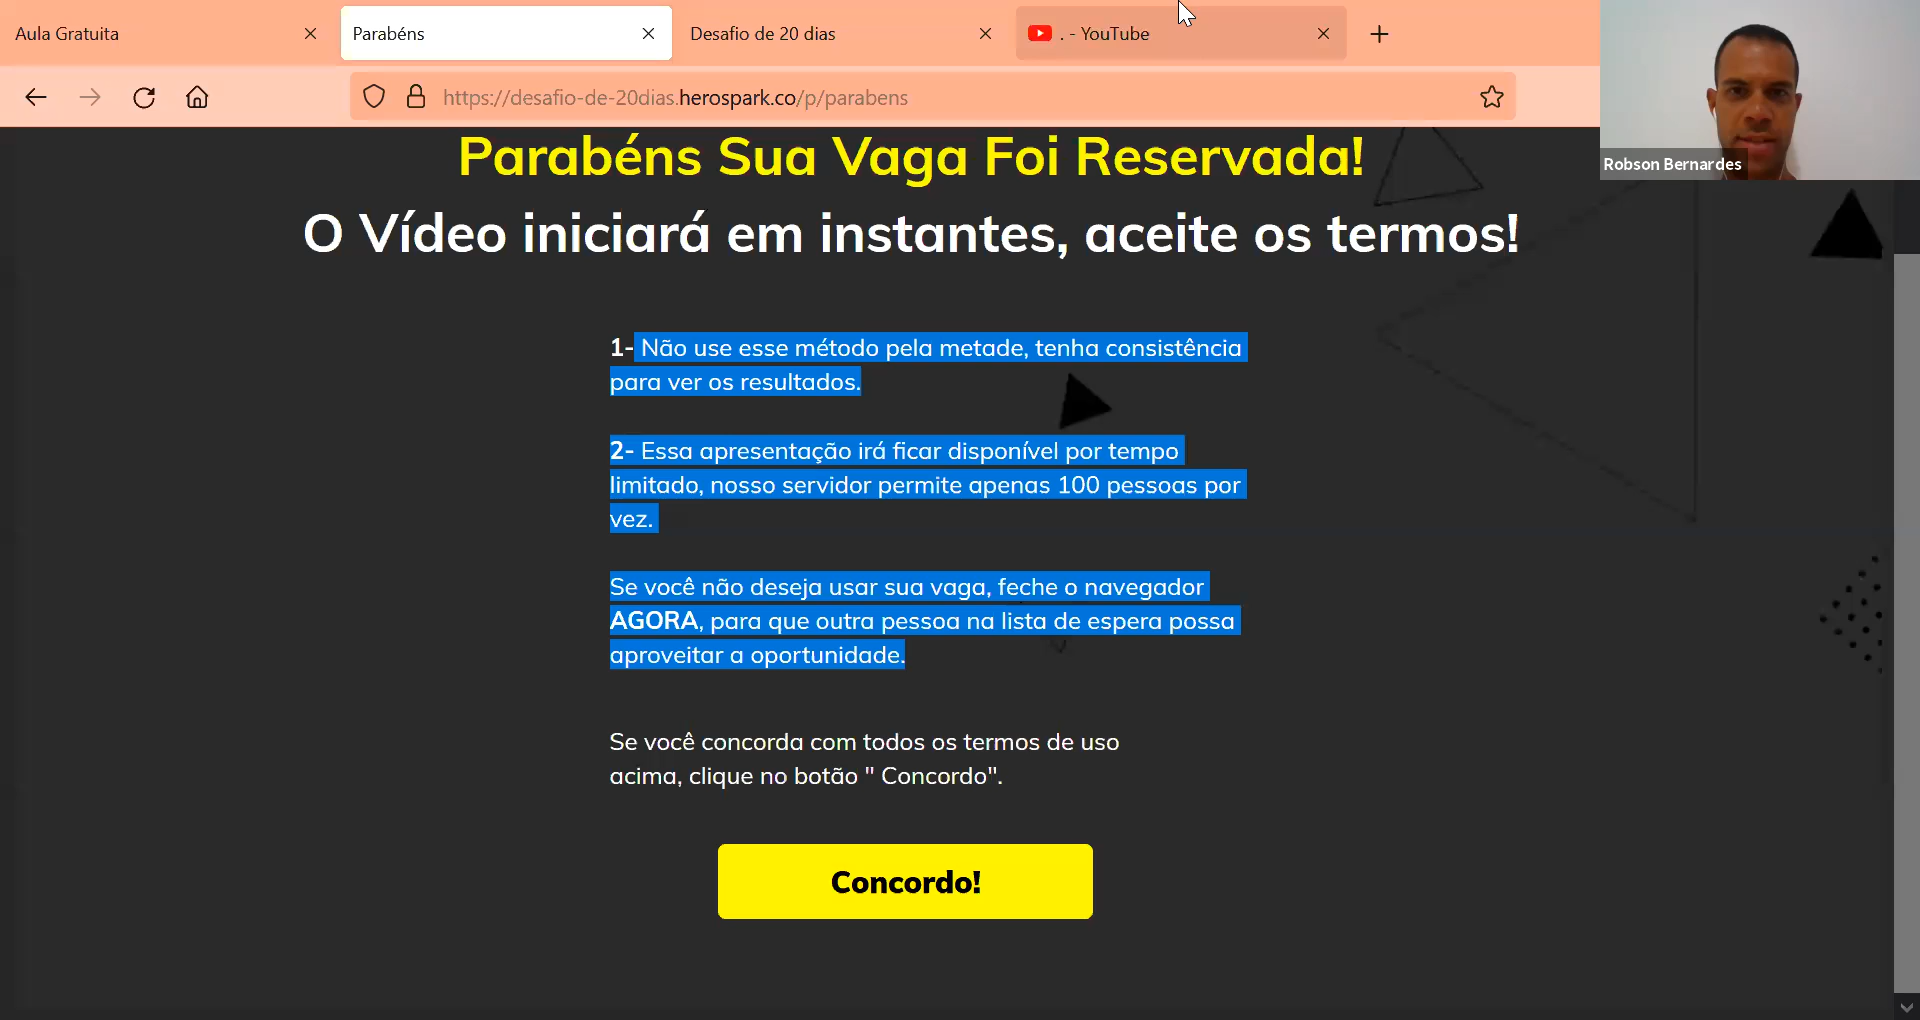 Aula Gratuita
Parabéns
Desafio de 20 dias
. - YouTube
https://desafio-de-20dias.herospark.co/p/parabens
Robson Bernardes
Parabéns Sua Vaga Foi Reservada!
O Vídeo iniciará em instantes, aceite os termos!
1- Não use esse método pela metade, tenha consistência
para ver os resultados.
2- Essa apresentação irá ficar disponível por tempo
limitado, nosso servidor permite apenas 100 pessoas por
vez.
Se você não deseja usar sua vaga, feche o navegador
AGORA, para que outra pessoa na lista de espera possa
aproveitar a oportunidade.
Se você concorda com todos os termos de uso
acima, clique no botão " Concordo".
Concordo!